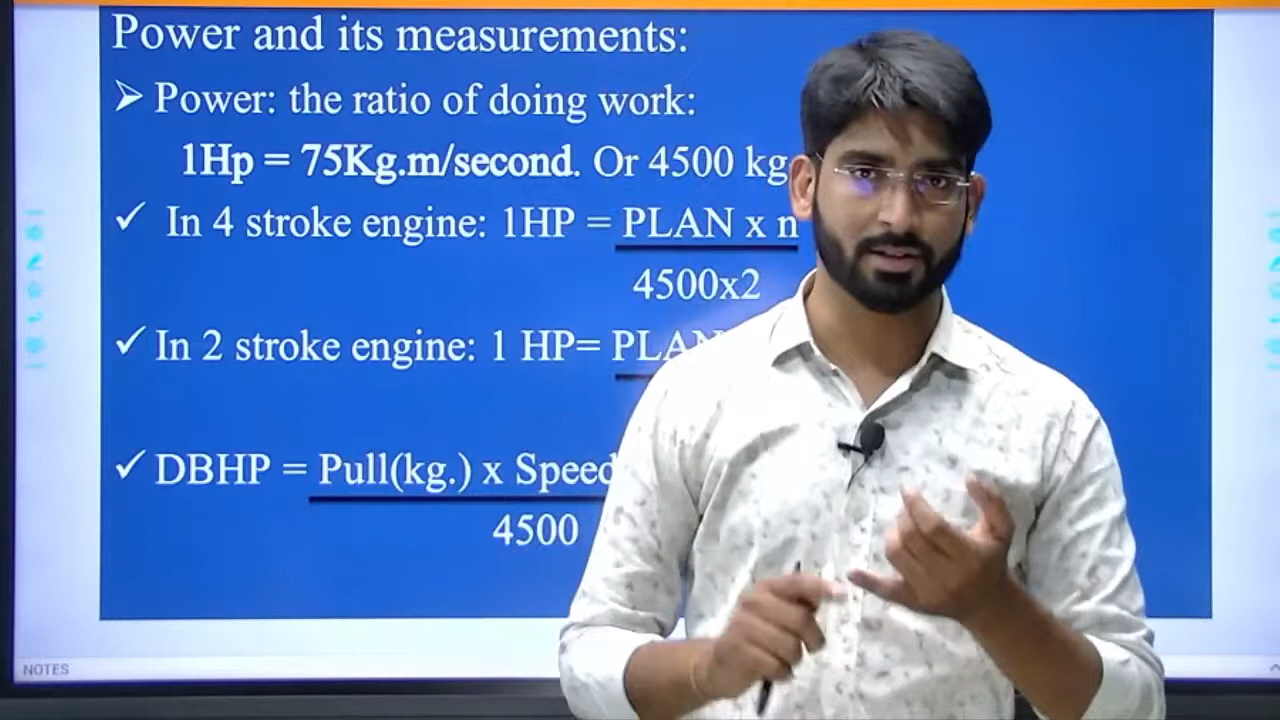 Power and its measurements:
➢ Power: the ratio of doing work:
1Hp = 75Kg.m/second. Or 4500 kg
✓ In 4 stroke engine: 1HP = PLAN x n
4500x2
✓ In 2 stroke engine: 1 HP= PLAN
✓ DBHP = Pull(kg.) x Speed
4500
NOTES